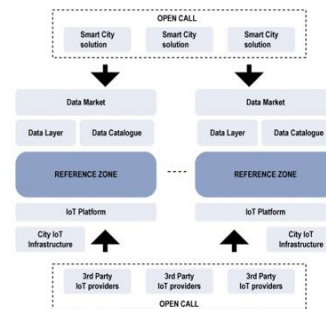 OPEN CALL
Smart City Smart City Smart City
solution solution solution
Data Market Data Market
Data Layer Data Catalogue Data Layer Data Catalogue
REFERENCE ZONE REFERENCE ZONE
IoT Platform IoT Platform
City IoT City IoT
Infrastructure Infrastructure
3rd Party 3rd Party 3rd Party
IoT providers IoT providers IoT providers
OPEN CALL